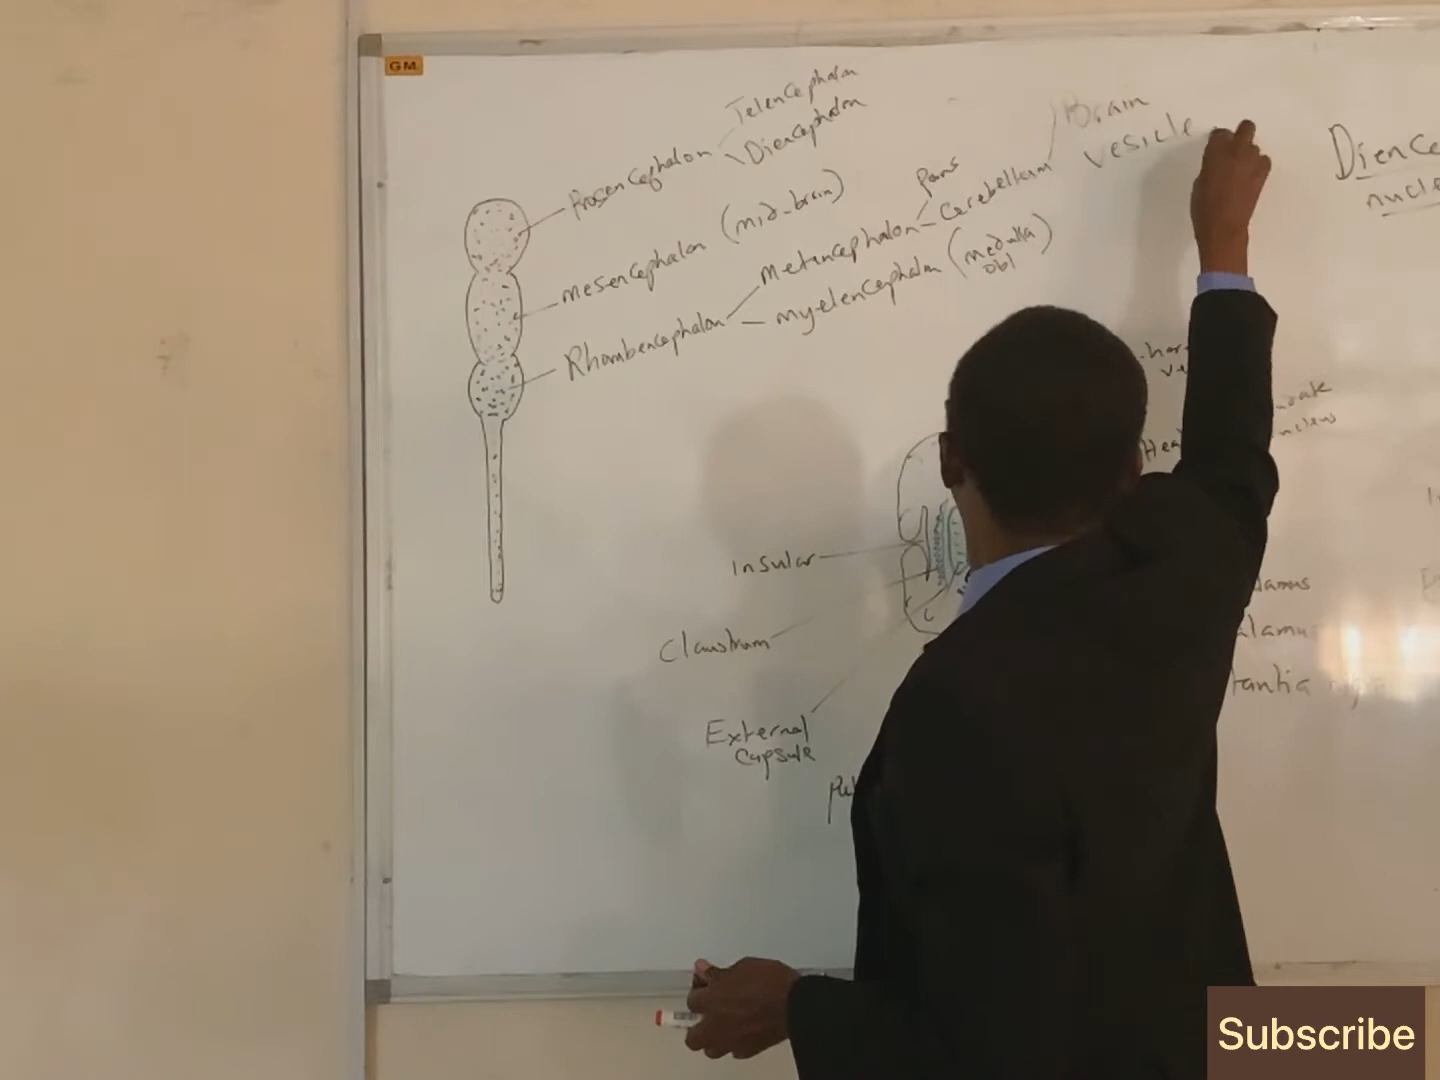 GM
Telencephalon
Diencephalon
Prosencephalon
Brain
vesicle
Dience
nucle
Pons
Cerebellum
mesencephalon (mid-brain)
Metencephalon
myelencephalon (medulla
obl)
Rhombencephalon
Insular
Claustrum
External
Capsule
tantia
Subscribe